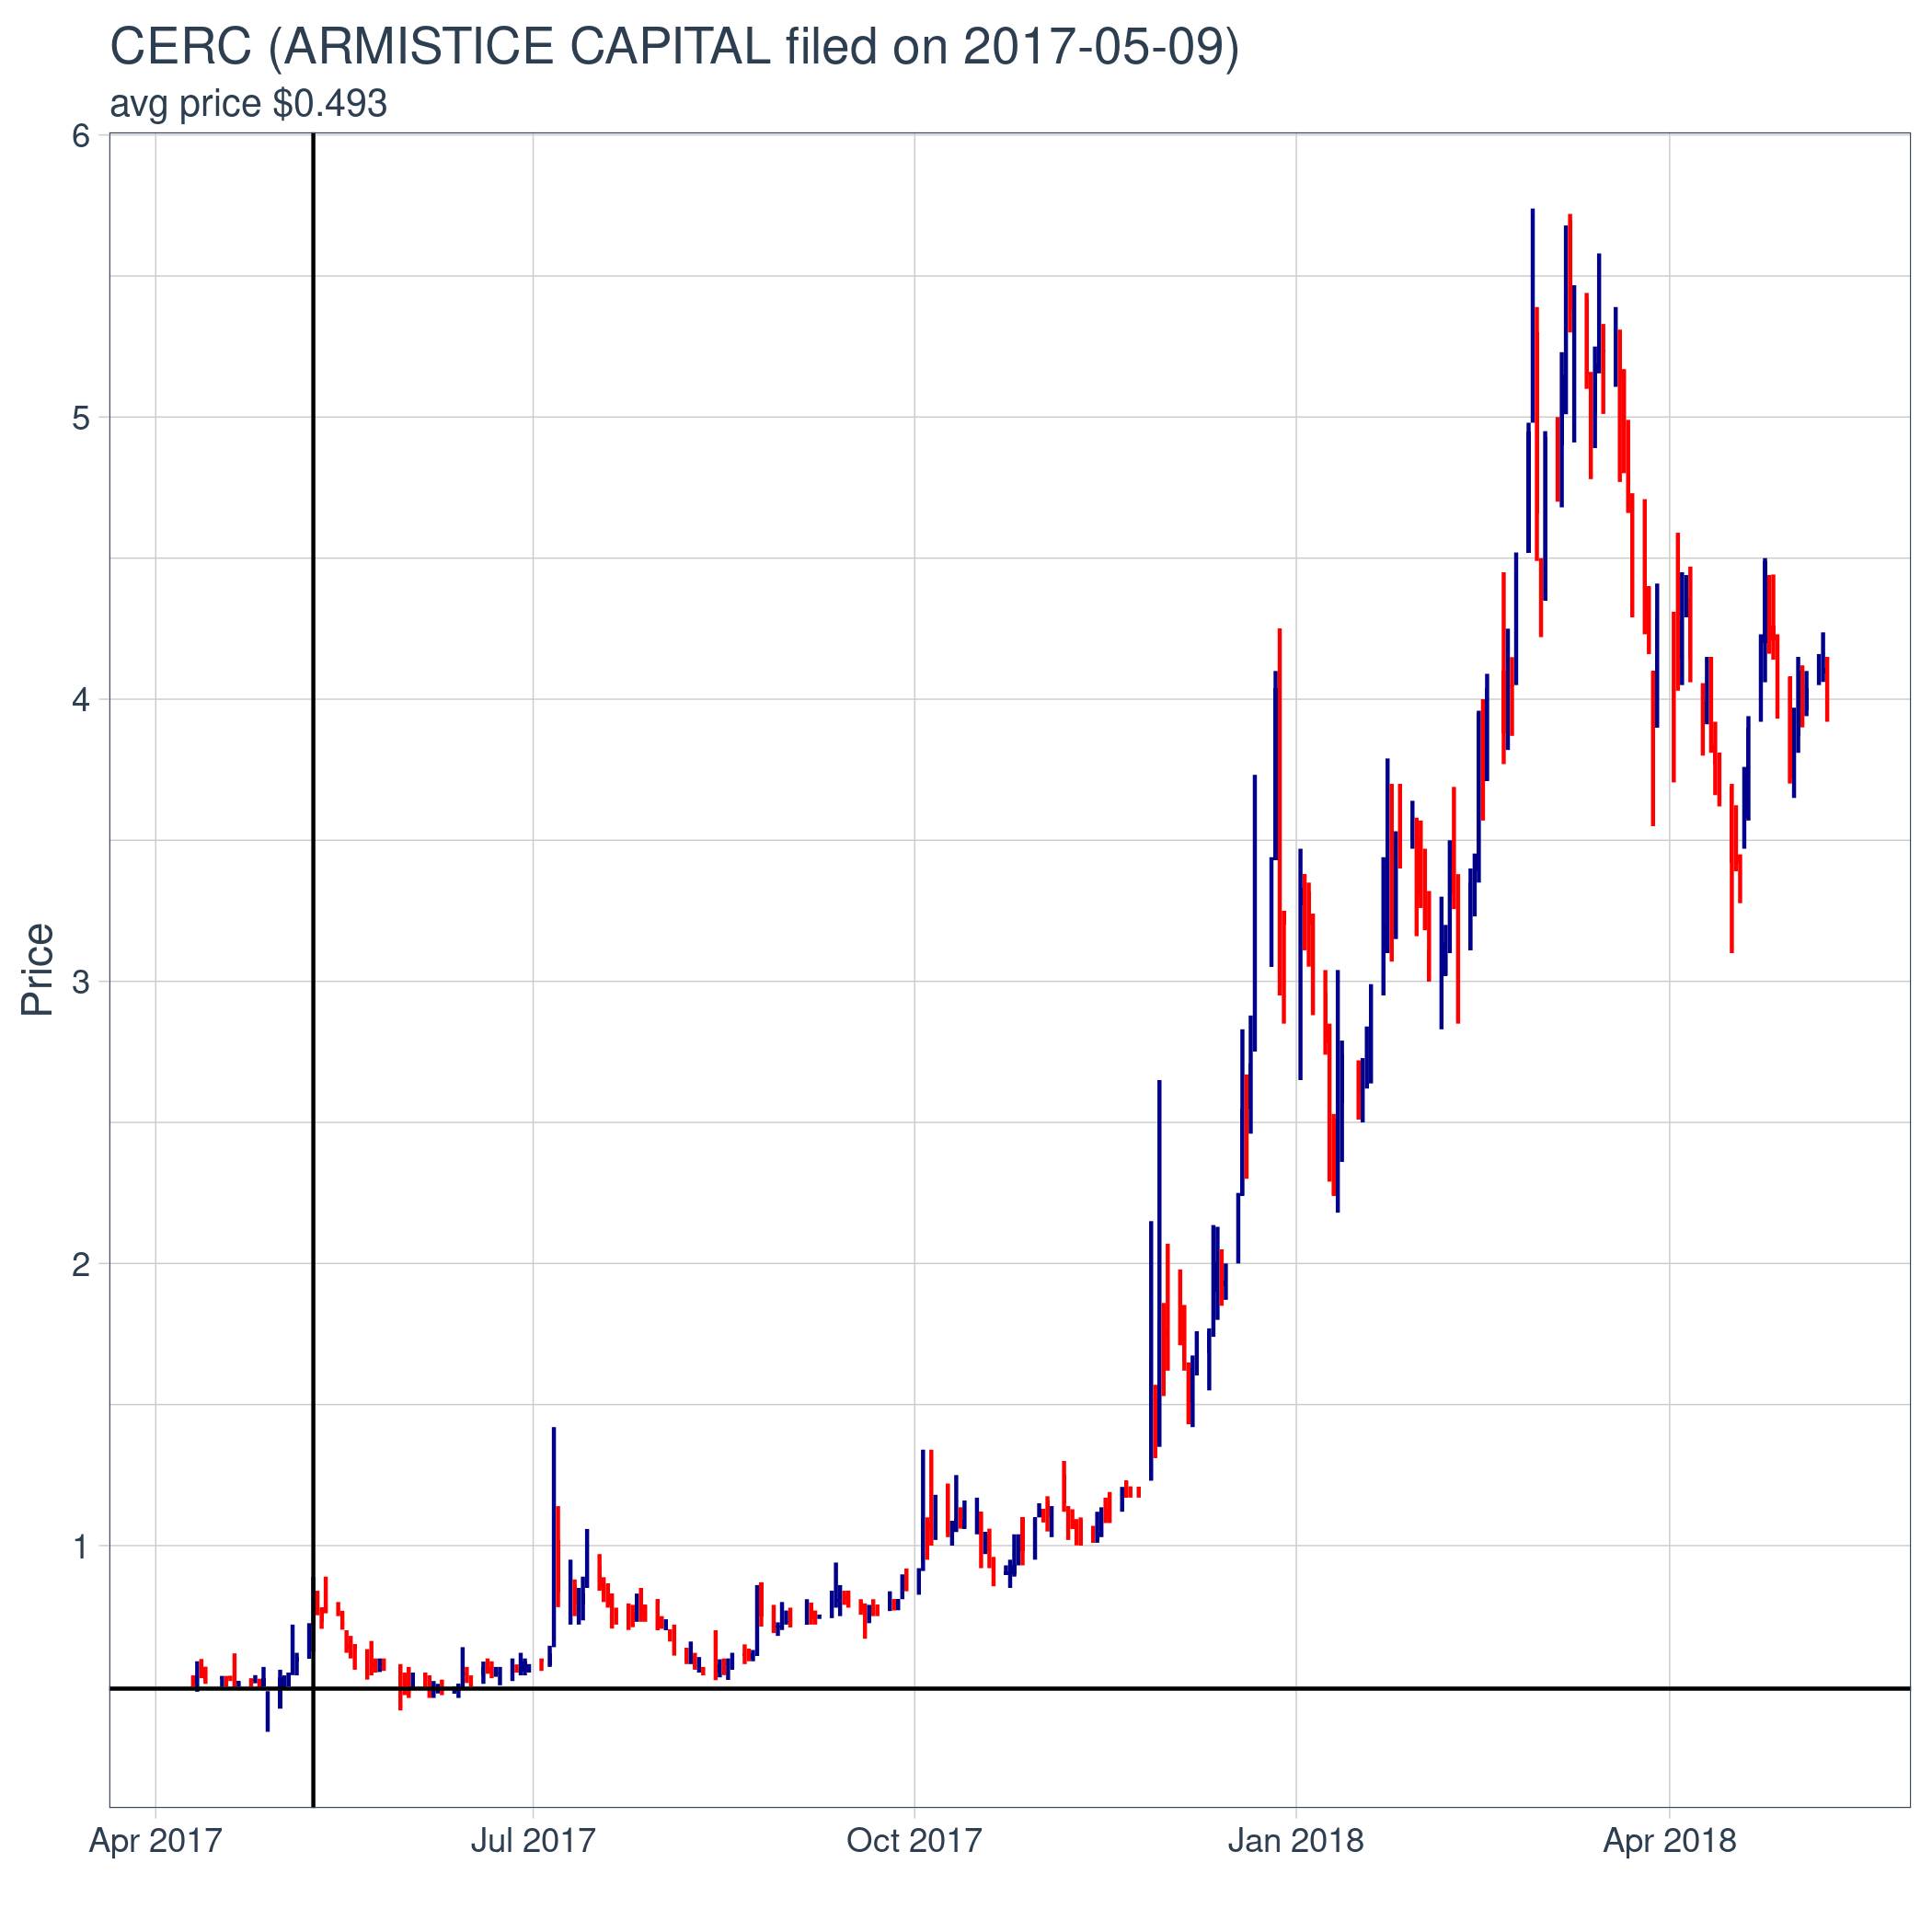 CERC (ARMISTICE CAPITAL filed on 2017-05-09)
avg price $0.493
6
5
4
3
2
1
Price
Apr 2017
Jul 2017
Oct 2017
Jan 2018
Apr 2018